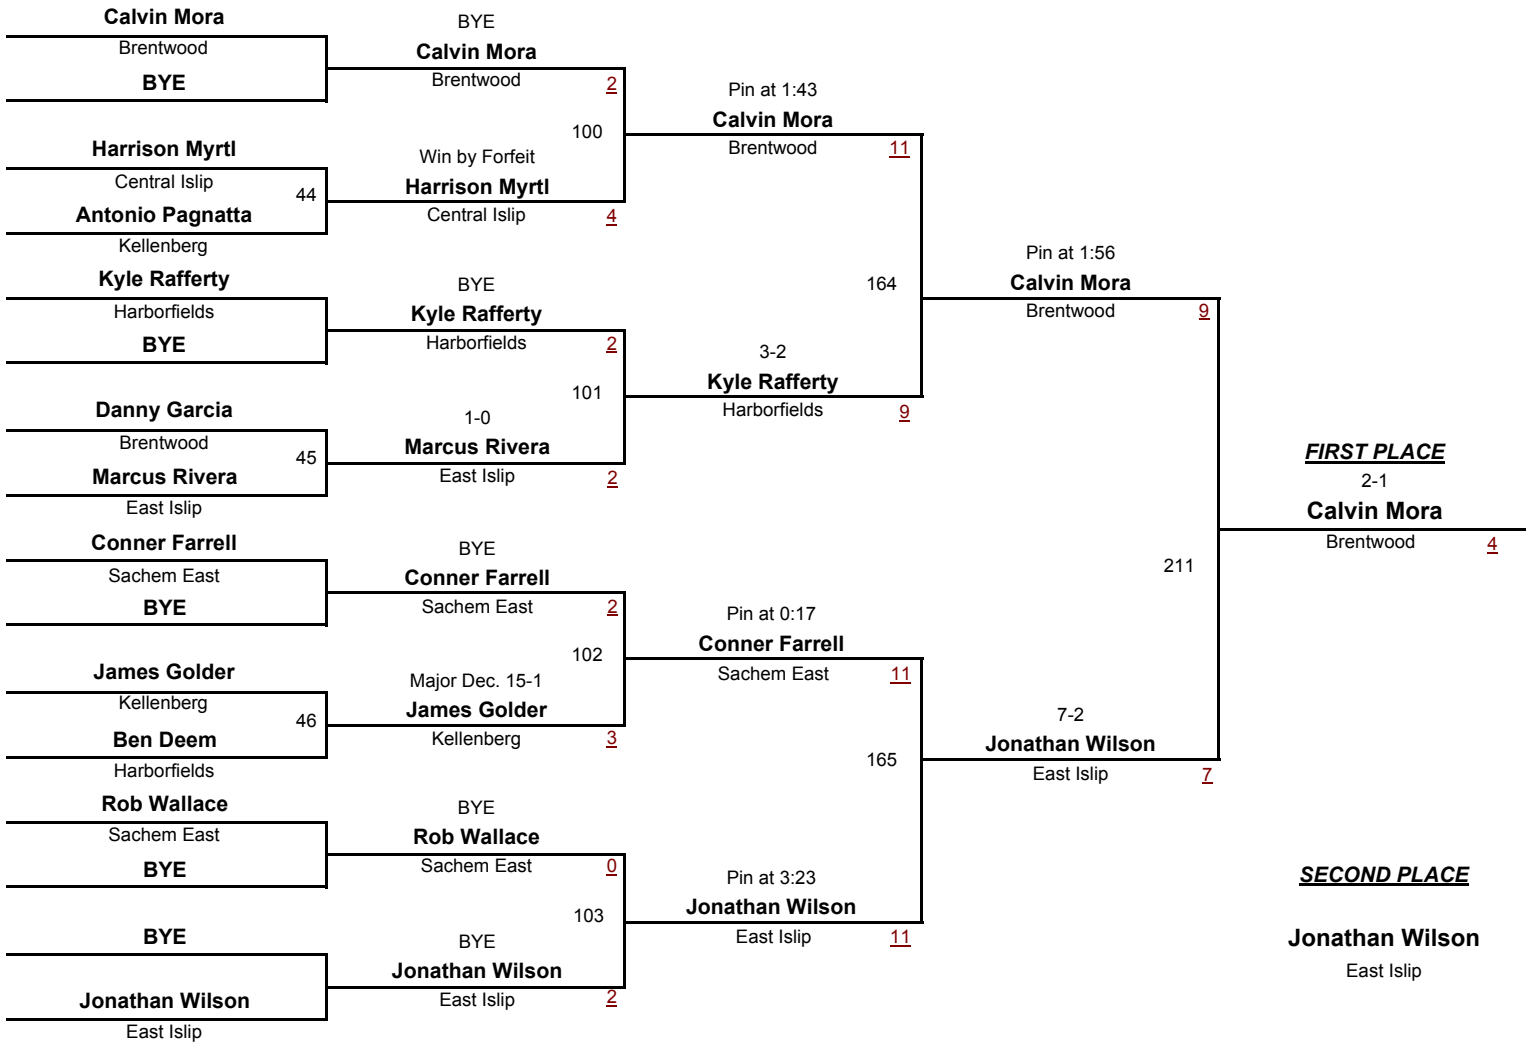 Calvin Mora
Brentwood
BYE
Harrison Myrtl
Central Islip
44
Antonio Pagnatta
Kellenberg
Kyle Rafferty
Harborfields
BYE
Danny Garcia
Brentwood
45
Marcus Rivera
East Islip
Conner Farrell
Sachem East
BYE
James Golder
Kellenberg
46
Ben Deem
Harborfields
Rob Wallace
Sachem East
BYE
BYE
Jonathan Wilson
East Islip
BYE
Calvin Mora
Brentwood 2
100
Win by Forfeit
Harrison Myrtl
Central Islip 4
BYE
Kyle Rafferty
Harborfields 2
101
1-0
Marcus Rivera
East Islip 2
BYE
Conner Farrell
Sachem East 2
102
Major Dec. 15-1
James Golder
Kellenberg 3
BYE
Rob Wallace
Sachem East 0
103
BYE
Jonathan Wilson
East Islip 2
Pin at 1:43
Calvin Mora
Brentwood 11
164
3-2
Kyle Rafferty
Harborfields 9
Pin at 0:17
Conner Farrell
Sachem East 11
165
Pin at 3:23
Jonathan Wilson
East Islip 11
Pin at 1:56
Calvin Mora
Brentwood 9
211
7-2
Jonathan Wilson
East Islip 7
FIRST PLACE
2-1
Calvin Mora
Brentwood 4
SECOND PLACE
Jonathan Wilson
East Islip